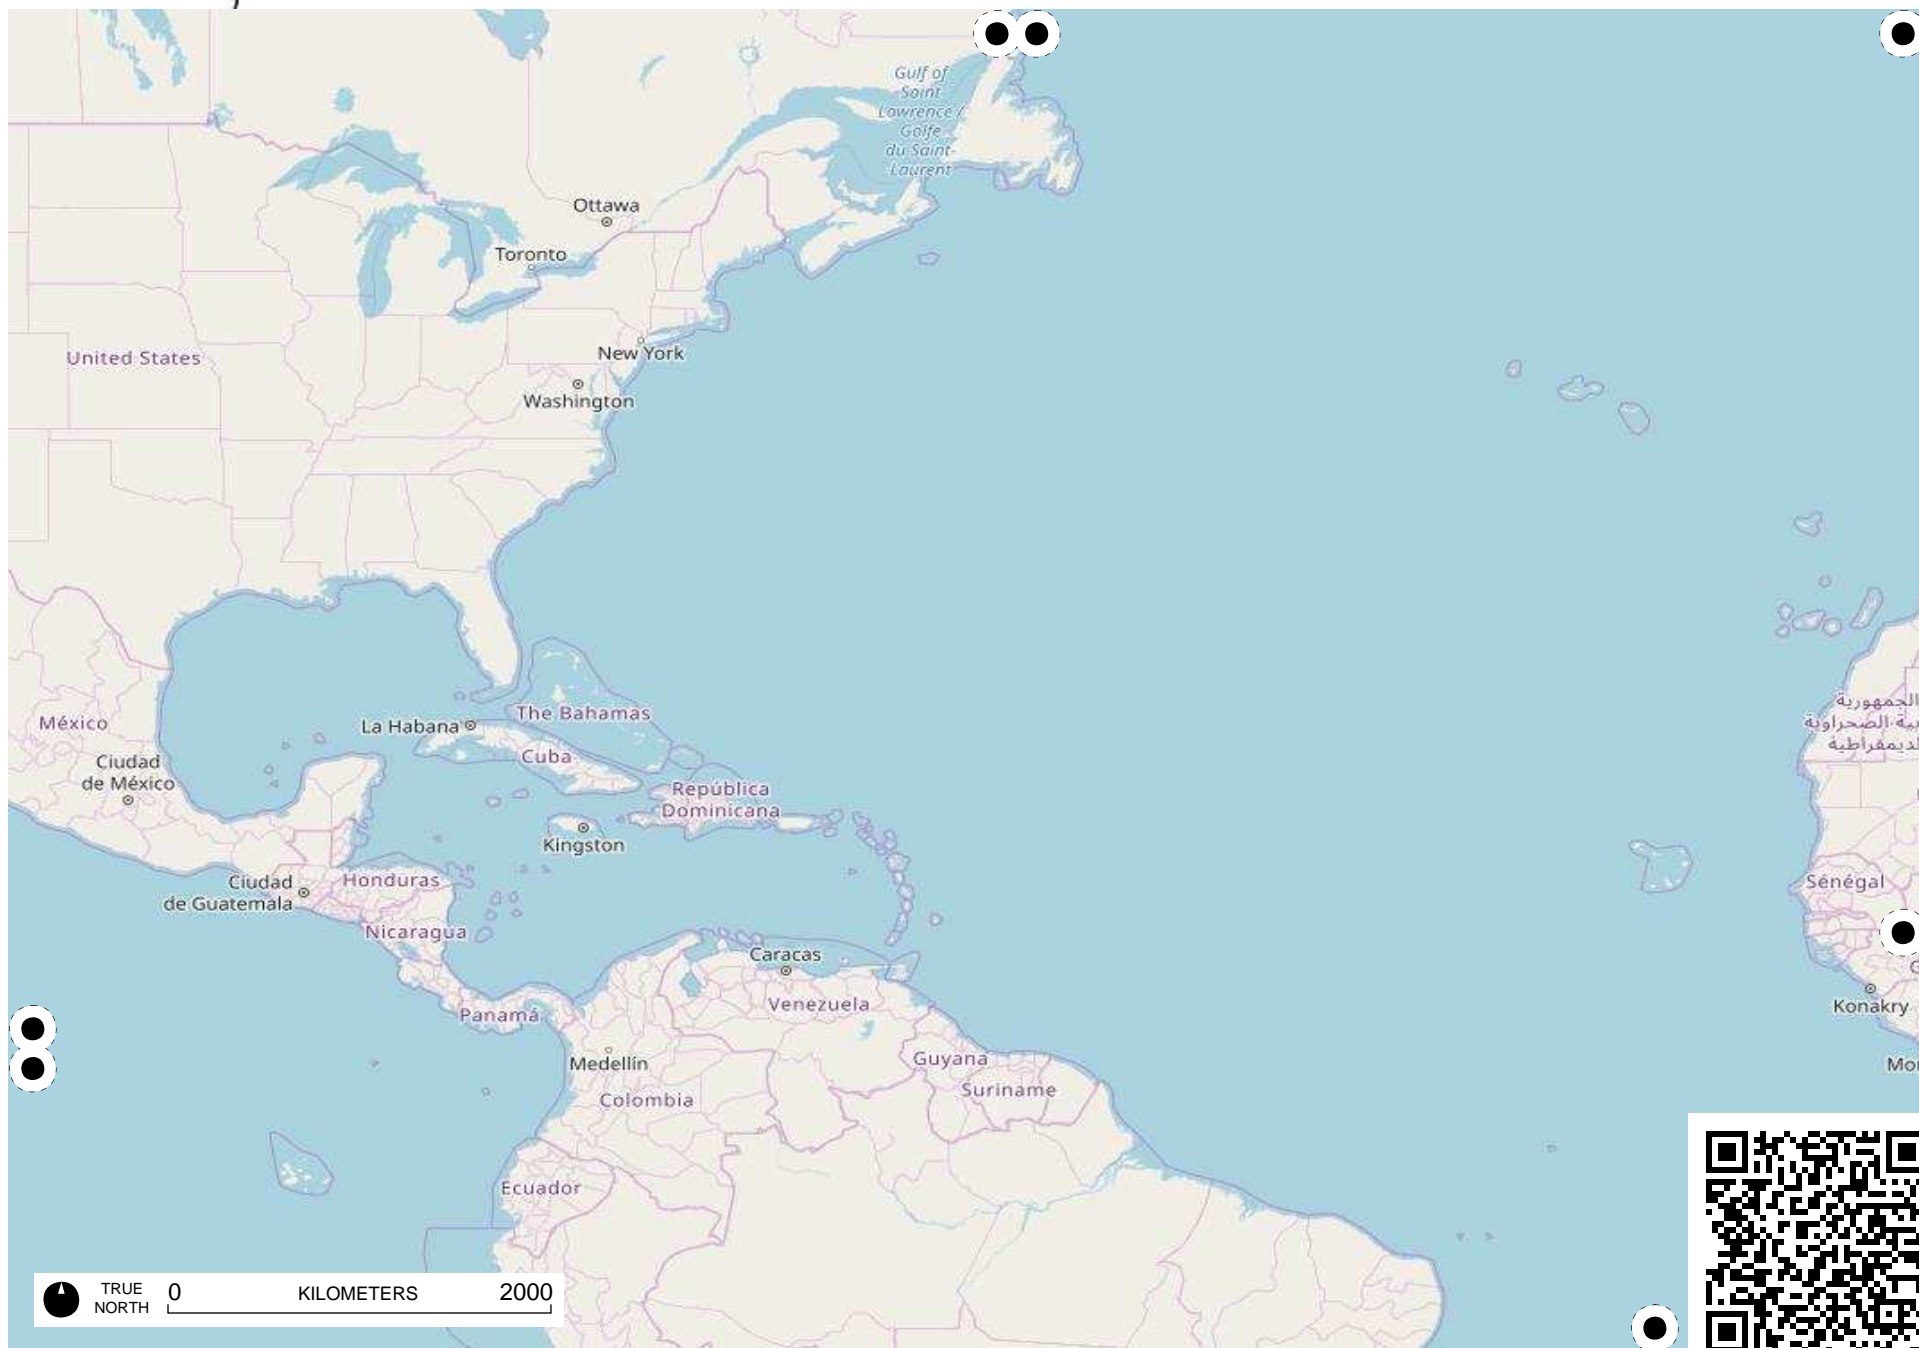 Gulf of
Saint
Lawrence /
Golfe
du Saint-
Laurent
Ottawa
Toronto
New York
United States
Washington
الجمهورية
الصحراوية
México
La Habana
The Bahamas
Ciudad
de México
Cuba
República
Dominicana
Kingston
Ciudad
de Guatemala
Honduras
Sénégal
Nicaragua
Caracas
Venezuela
Konakry
Panamá
Medellín
Guyana
Suriname
Colombia
Ecuador
TRUE
NORTH
0 KILOMETERS 2000